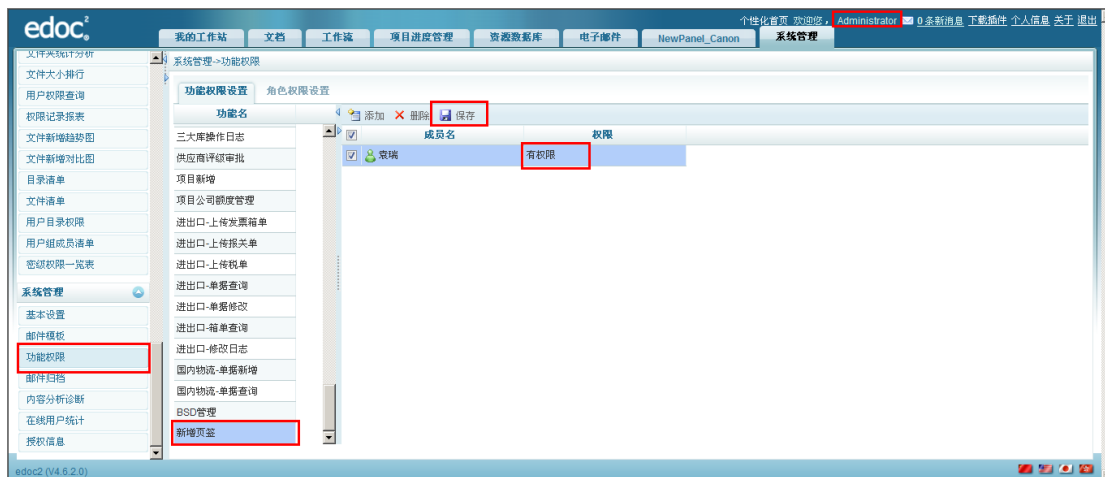 edoc2
个性化首页 欢迎您， Administrator 0条新消息 下载插件 个人信息 关于 退出
我的工作站 文档 工作流 项目进度管理 资源数据库 电子邮件 NewPanel_Canon 系统管理
文件夹统计分析
文件大小排行
用户权限查询
权限记录报表
文件新增趋势图
文件新增对比图
目录清单
文件清单
用户目录权限
用户组成员清单
密级权限一览表
系统管理
基本设置
邮件模板
功能权限
邮件归档
内容分析诊断
在线用户统计
授权信息
系统管理->功能权限
功能权限设置 角色权限设置
功能名
三大库操作日志
供应商评级审批
项目新增
项目公司额度管理
进出口-上传发票箱单
进出口-上传报关单
进出口-上传税单
进出口-单据查询
进出口-单据修改
进出口-箱单查询
进出口-修改日志
国内物流-单据新增
国内物流-单据查询
BSD管理
新增页签
添加 删除 保存
成员名 权限
袁瑞 有权限
edoc2 (V4.6.2.0)